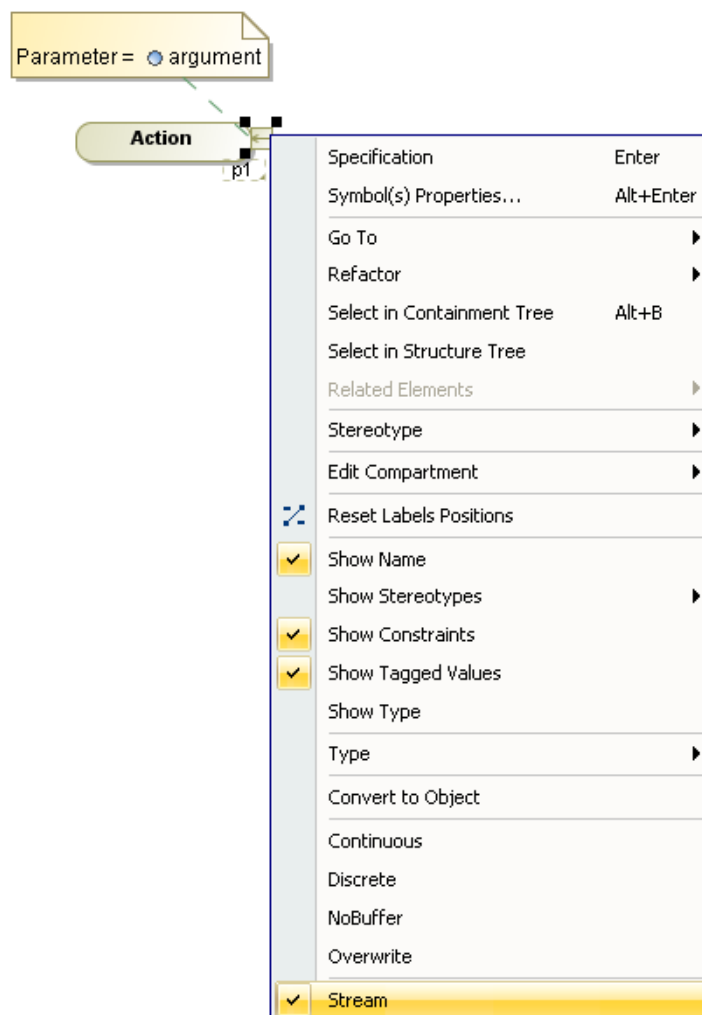 Parameter = argument
Action
p1
Specification Enter
Symbol(s) Properties... Alt+Enter
Go To
Refactor
Select in Containment Tree Alt+B
Select in Structure Tree
Related Elements
Stereotype
Edit Compartment
Reset Labels Positions
Show Name
Show Stereotypes
Show Constraints
Show Tagged Values
Show Type
Type
Convert to Object
Continuous
Discrete
NoBuffer
Overwrite
Stream